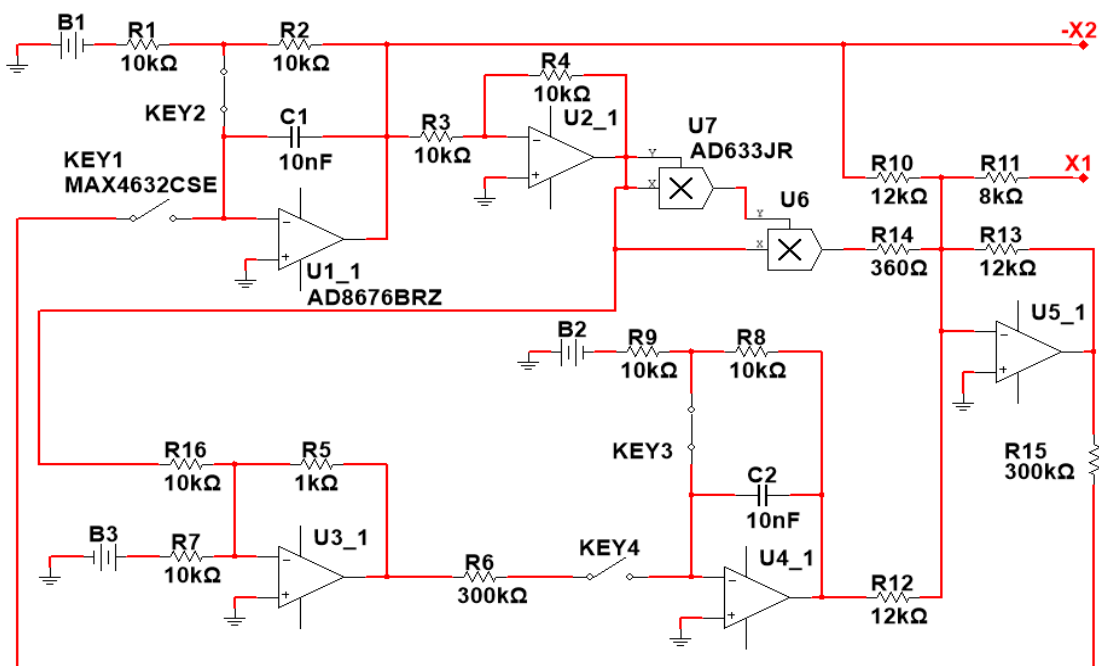 B1
R1
10kΩ
R2
10kΩ
-X2
KEY2
C1
10nF
R3
10kΩ
R4
10kΩ
U2_1
U7
AD633JR
Y
X
KEY1
MAX4632CSE
U1_1
AD8676BRZ
U6
Y
X
R10
12kΩ
R11
8kΩ
X1
R14
360Ω
R13
12kΩ
U5_1
B2
R9
10kΩ
R8
10kΩ
KEY3
C2
10nF
R15
300kΩ
R16
10kΩ
R5
1kΩ
B3
R7
10kΩ
U3_1
R6
300kΩ
KEY4
U4_1
R12
12kΩ